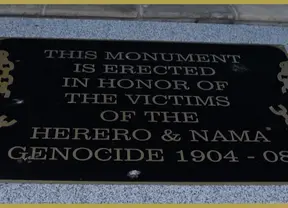 THIS MONUMENT
IS ERECTED
IN HONOR OF
THE VICTIMS
OF THE
HERERO & NAMA
GENOCIDE 1904 - 08